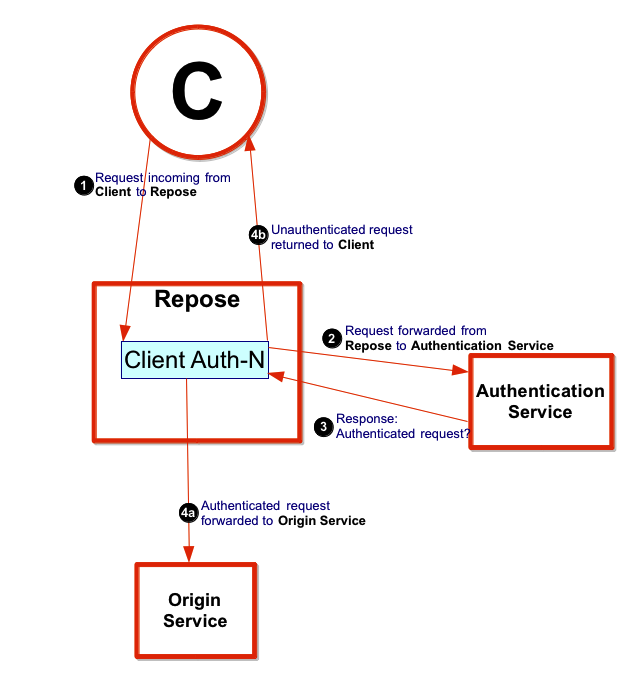 C
1 Request incoming from
Client to Repose
4b Unauthenticated request
returned to Client
Repose
Client Auth-N
2 Request forwarded from
Repose to Authentication Service
Authentication
Service
3 Response:
Authenticated request?
4a Authenticated request
forwarded to Origin Service
Origin
Service